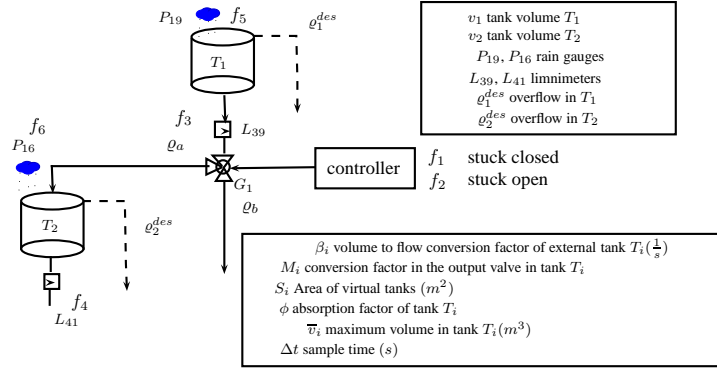 P₁₉
f₅
ϱ₁ᵈᵉˢ
T₁
f₃
L₃₉
ϱₐ
G₁
ϱ_b
controller
f₁ stuck closed
f₂ stuck open
f₆
P₁₆
T₂
ϱ₂ᵈᵉˢ
f₄
L₄₁
v₁ tank volume T₁
v₂ tank volume T₂
P₁₉, P₁₆ rain gauges
L₃₉, L₄₁ limnimeters
ϱ₁ᵈᵉˢ overflow in T₁
ϱ₂ᵈᵉˢ overflow in T₂
βᵢ volume to flow conversion factor of external tank Tᵢ(1/s)
Mᵢ conversion factor in the output valve in tank Tᵢ
Sᵢ Area of virtual tanks (m²)
ϕ absorption factor of tank Tᵢ
v̅ᵢ maximum volume in tank Tᵢ(m³)
Δt sample time (s)